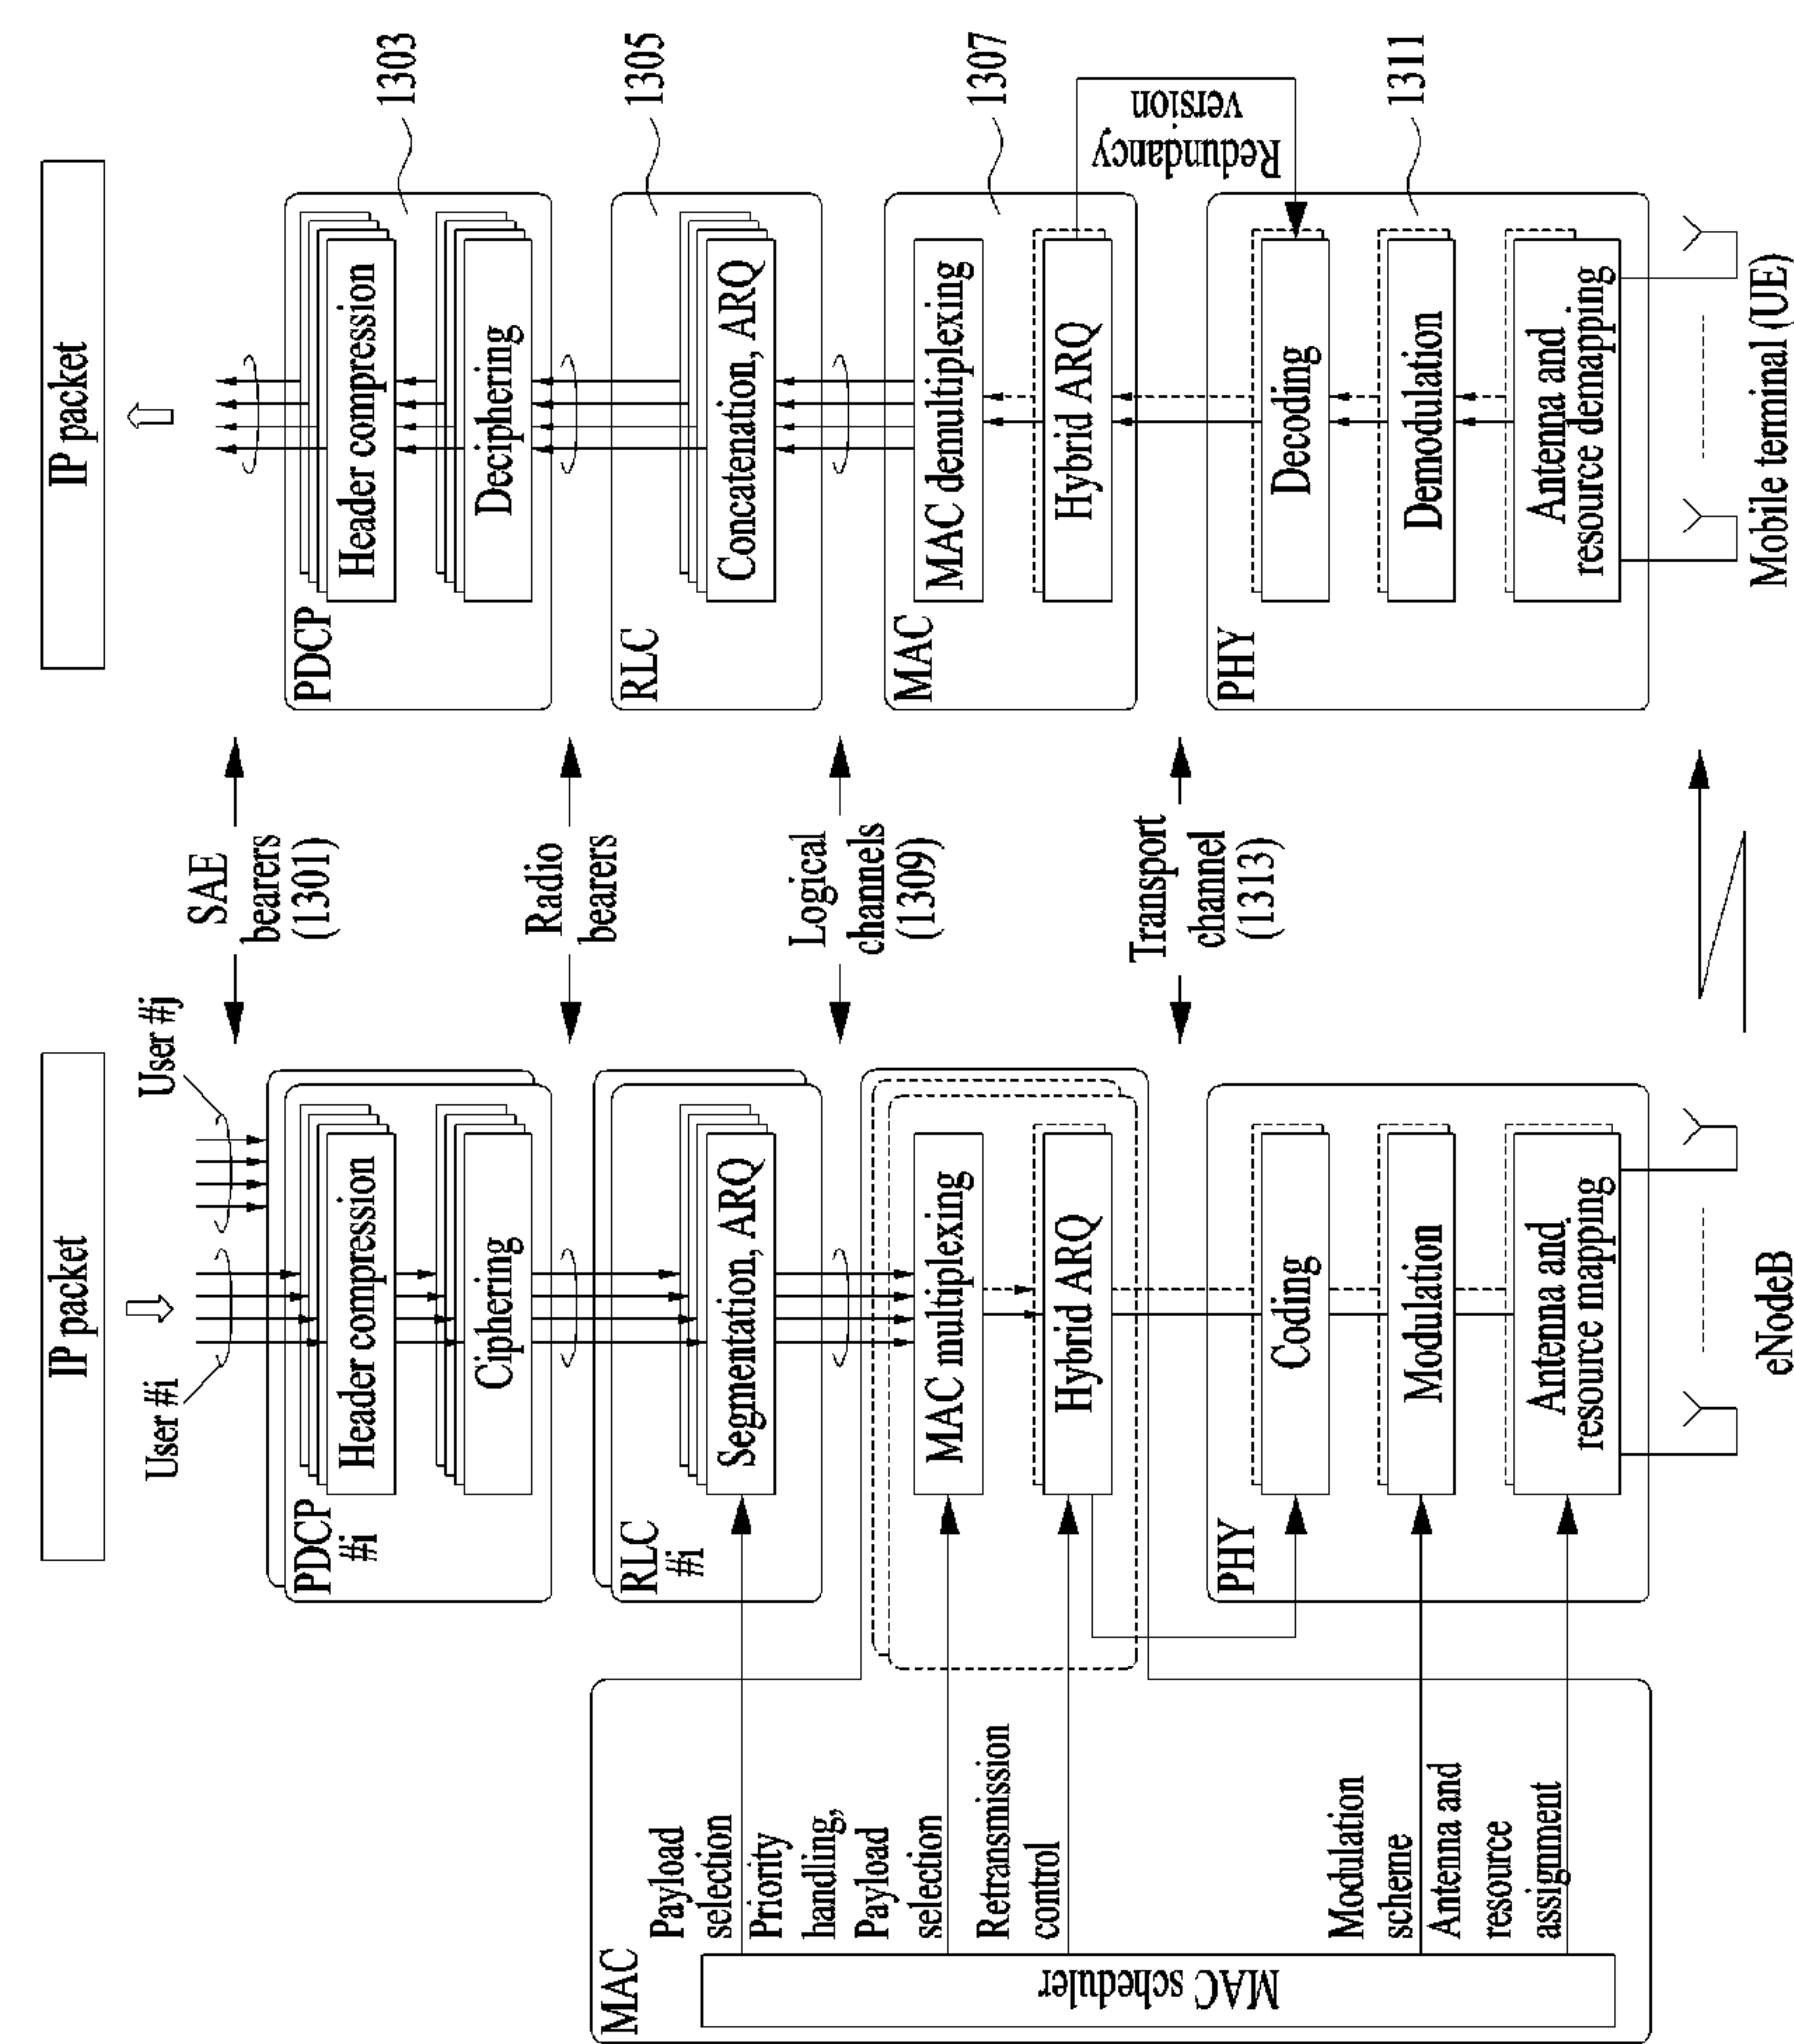 IP packet
IP packet
User #i
User #j
SAE
bearers
(1301)
PDCP
#i
Header compression
Ciphering
PDCP
Header compression
Deciphering
1303
Radio
bearers
RLC
#i
Segmentation, ARQ
RLC
Concatenation, ARQ
1305
Logical
channels
(1309)
MAC
MAC scheduler
Payload
selection
Priority
handling,
Payload
selection
Retransmission
control
Modulation
scheme
Antenna and
resource
assignment
MAC multiplexing
Hybrid ARQ
MAC
MAC demultiplexing
Hybrid ARQ
1307
Redundancy
version
Transport
channel
(1313)
PHY
Coding
Modulation
Antenna and
resource mapping
PHY
Decoding
Demodulation
Antenna and
resource demapping
1311
eNodeB
Mobile terminal (UE)